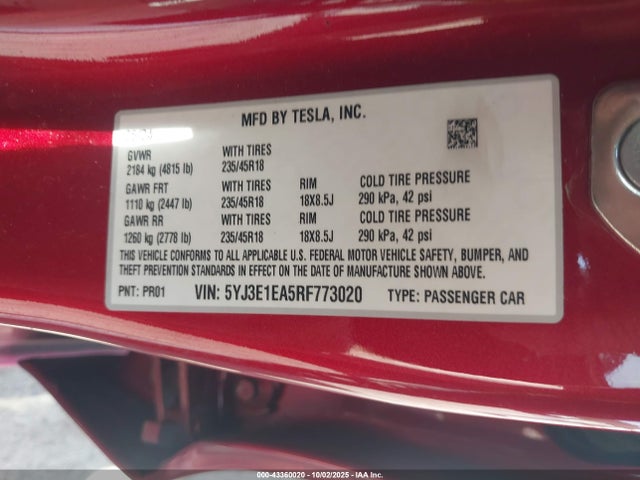 MFD BY TESLA, INC.
GVWR WITH TIRES
2184 kg (4815 lb) 235/45R18
GAWR FRT WITH TIRES RIM COLD TIRE PRESSURE
1110 kg (2447 lb) 235/45R18 18X8.5J 290 kPa, 42 psi
GAWR RR WITH TIRES RIM COLD TIRE PRESSURE
1260 kg (2778 lb) 235/45R18 18X8.5J 290 kPa, 42 psi
THIS VEHICLE CONFORMS TO ALL APPLICABLE U.S. FEDERAL MOTOR VEHICLE SAFETY, BUMPER, AND
THEFT PREVENTION STANDARDS IN EFFECT ON THE DATE OF MANUFACTURE SHOWN ABOVE.
PNT: PR01 VIN: 5YJ3E1EA5RF773020 TYPE: PASSENGER CAR
000-43360020 - 10/02/2025 - IAA Inc.